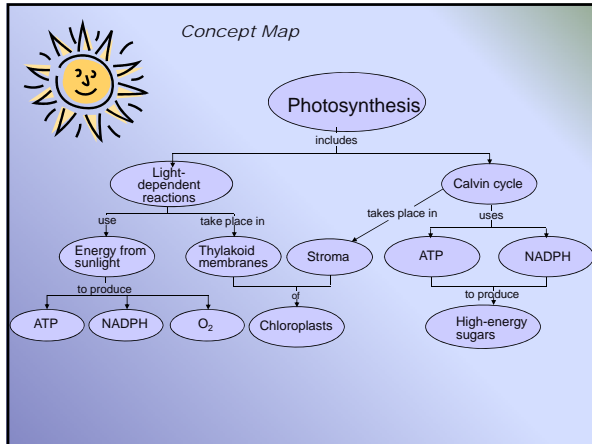 Concept Map
Photosynthesis
includes
Light-
dependent
reactions
Calvin cycle
use
take place in
takes place in
uses
Energy from
sunlight
Thylakoid
membranes
Stroma
ATP
NADPH
to produce
of
to produce
ATP
NADPH
O₂
Chloroplasts
High-energy
sugars